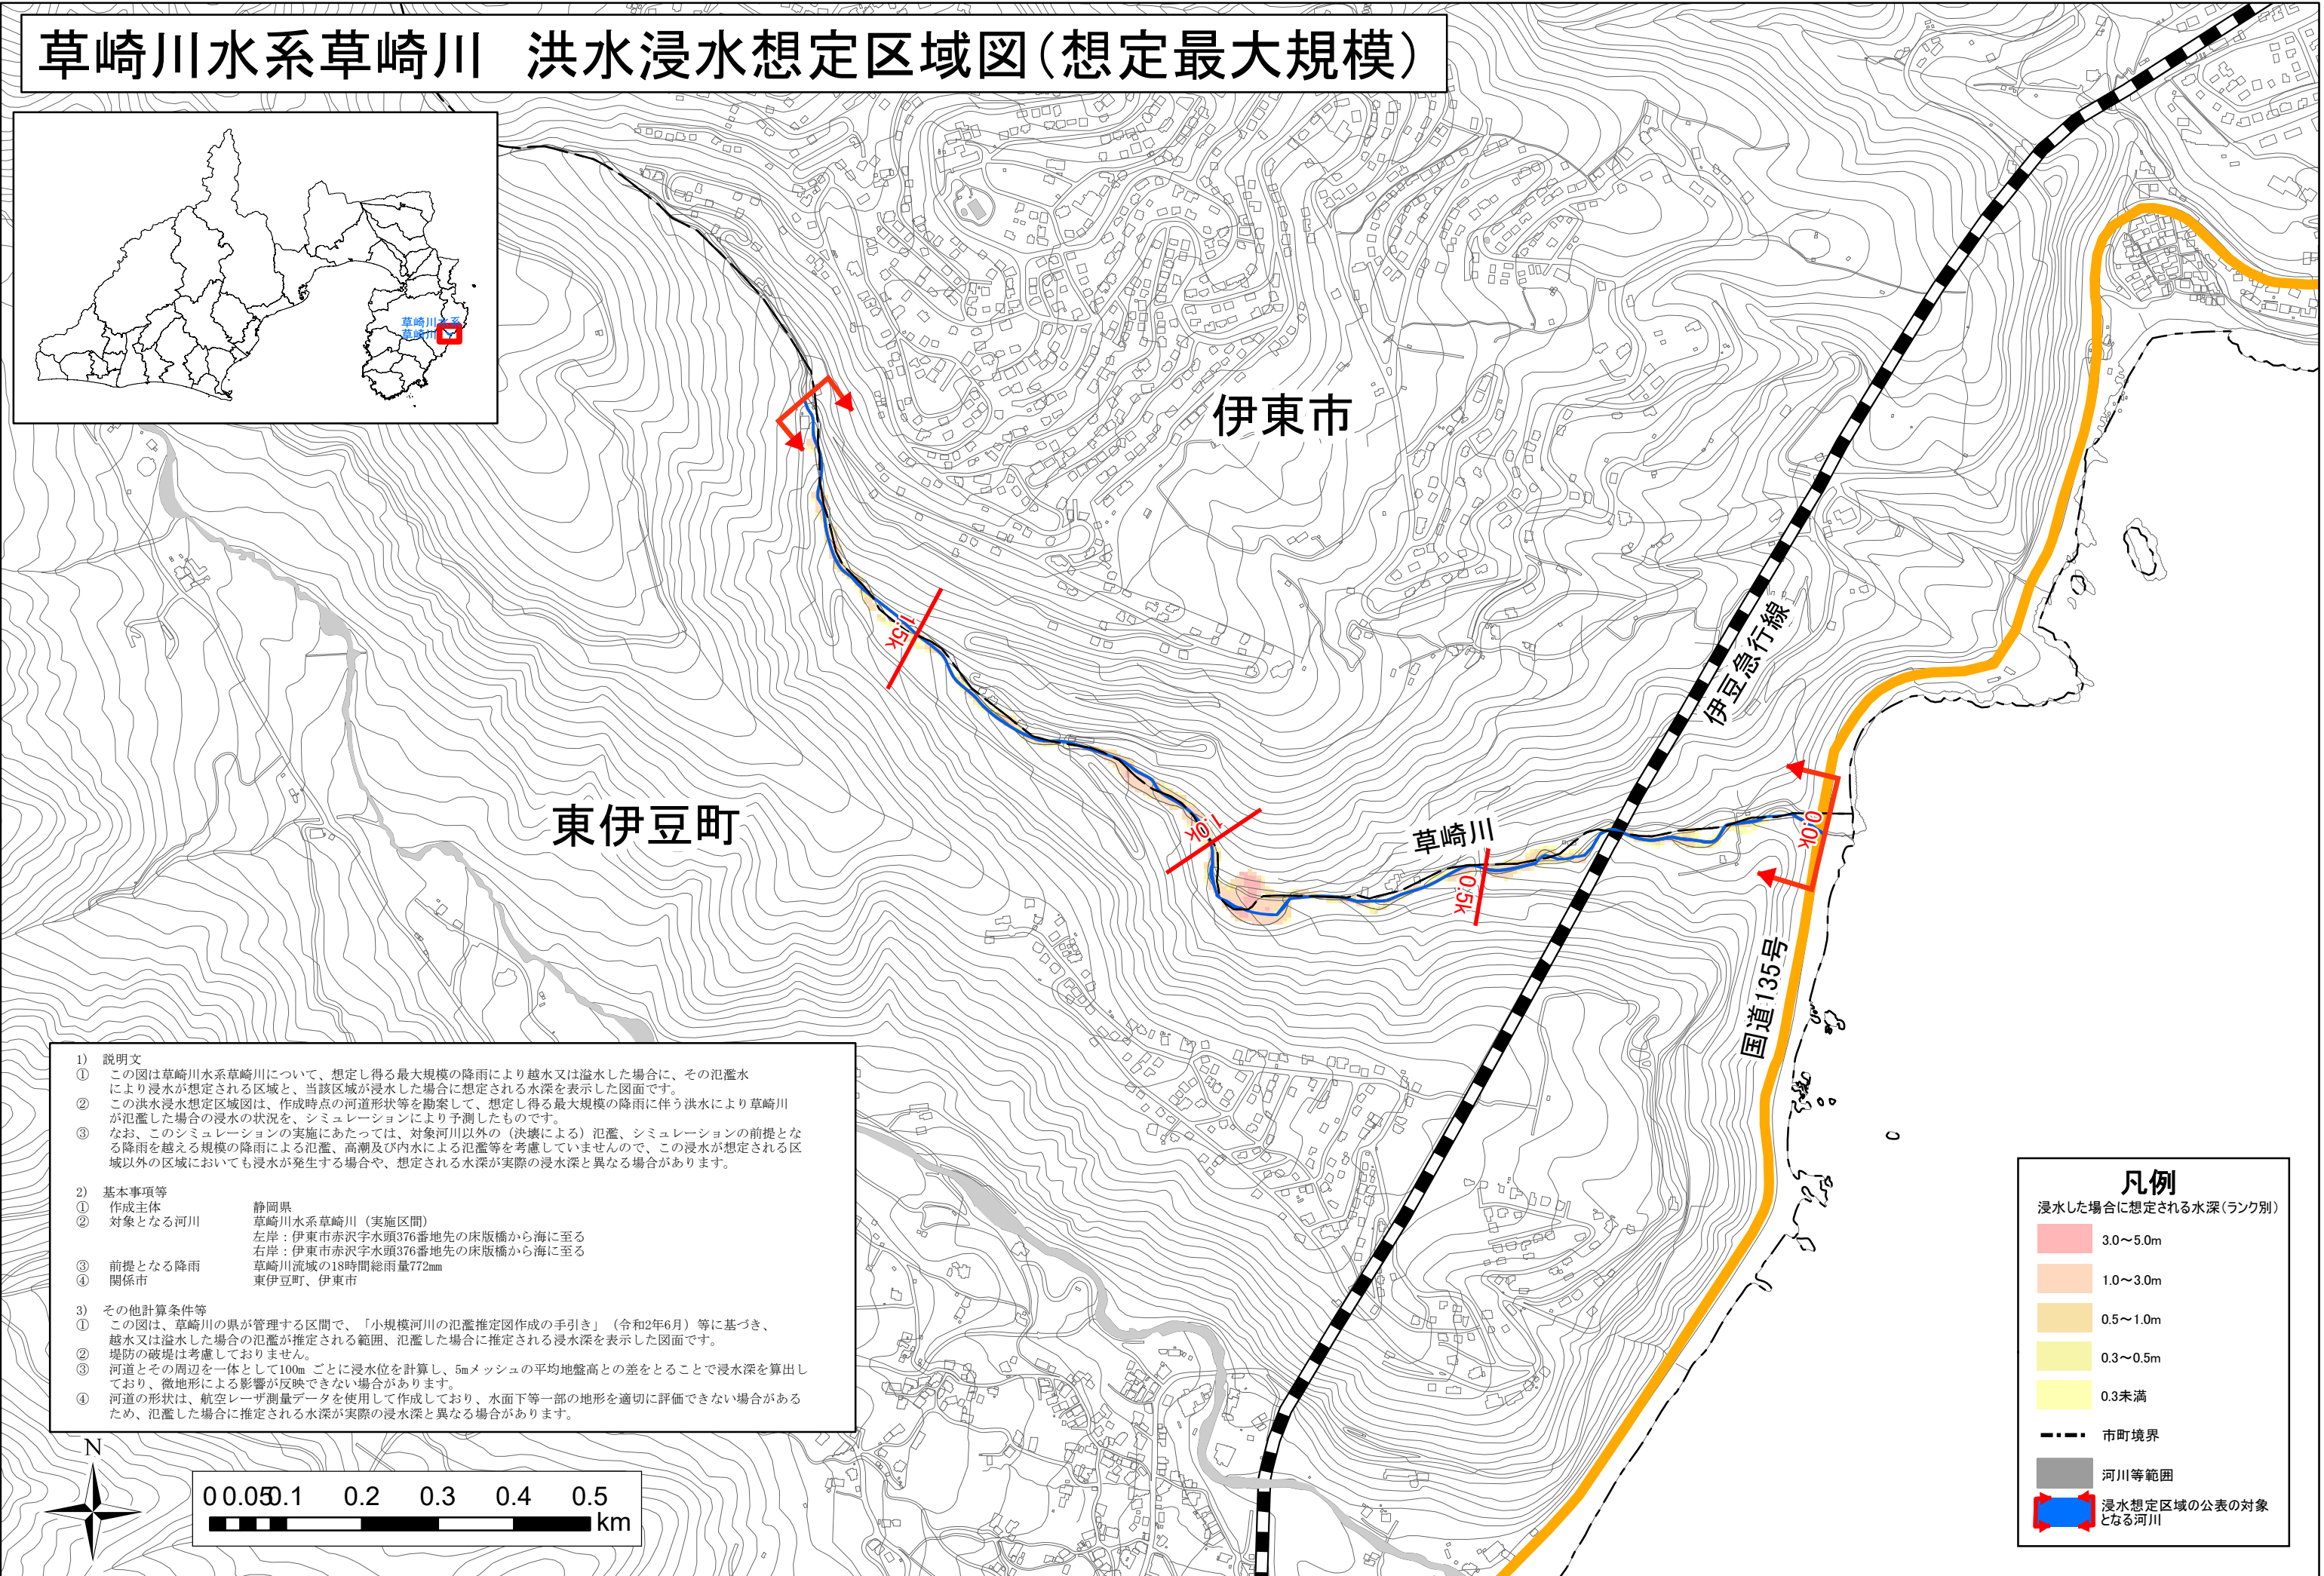 草崎川水系草崎川　洪水浸水想定区域図(想定最大規模)
草崎川水系
草崎川
伊東市
東伊豆町
草崎川
伊豆急行線
国道135号
1.5k
1.0k
0.5k
0.0k
1)　説明文
①　この図は草崎川水系草崎川について、想定し得る最大規模の降雨により越水又は溢水した場合に、その氾濫水
により浸水が想定される区域と、当該区域が浸水した場合に想定される水深を表示した図面です。
②　この洪水浸水想定区域図は、作成時点の河道形状等を勘案して、想定し得る最大規模の降雨に伴う洪水により草崎川
が氾濫した場合の浸水の状況を、シミュレーションにより予測したものです。
③　なお、このシミュレーションの実施にあたっては、対象河川以外の（決壊による）氾濫、シミュレーションの前提とな
る降雨を越える規模の降雨による氾濫、高潮及び内水による氾濫等を考慮していませんので、この浸水が想定される区
域以外の区域においても浸水が発生する場合や、想定される水深が実際の浸水深と異なる場合があります。
2)　基本事項等
①　作成主体　静岡県
②　対象となる河川　草崎川水系草崎川（実施区間）
左岸：伊東市赤沢字水頭376番地先の床版橋から海に至る
右岸：伊東市赤沢字水頭376番地先の床版橋から海に至る
③　前提となる降雨　草崎川流域の18時間総雨量772mm
④　関係市　東伊豆町、伊東市
3)　その他計算条件等
①　この図は、草崎川の県が管理する区間で、「小規模河川の氾濫推定図作成の手引き」（令和2年6月）等に基づき、
越水又は溢水した場合の氾濫が推定される範囲、氾濫した場合に推定される浸水深を表示した図面です。
②　堤防の破堤は考慮しておりません。
③　河道とその周辺を一体として100m ごとに浸水位を計算し、5mメッシュの平均地盤高との差をとることで浸水深を算出し
ており、微地形による影響が反映できない場合があります。
④　河道の形状は、航空レーザ測量データを使用して作成しており、水面下等一部の地形を適切に評価できない場合がある
ため、氾濫した場合に推定される水深が実際の浸水深と異なる場合があります。
N
0 0.05 0.1 0.2 0.3 0.4 0.5
km
凡例
浸水した場合に想定される水深(ランク別)
3.0～5.0m
1.0～3.0m
0.5～1.0m
0.3～0.5m
0.3未満
市町境界
河川等範囲
浸水想定区域の公表の対象
となる河川